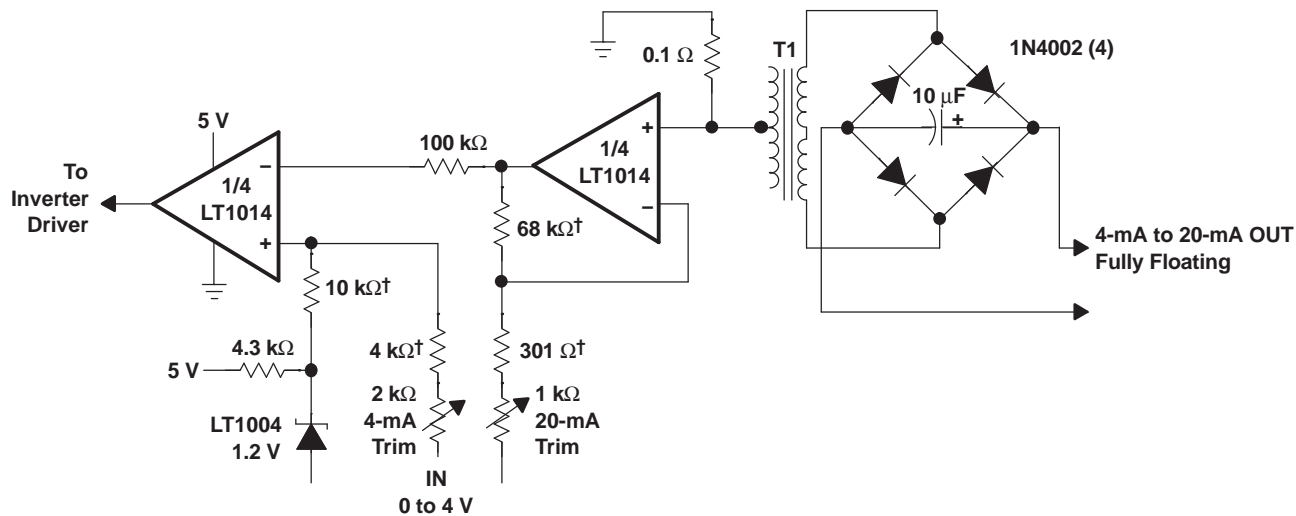 T1
1N4002 (4)
0.1 Ω
10 μF
+
5 V
100 kΩ
+
1/4
LT1014
−
−
1/4
LT1014
+
To
Inverter
Driver
68 kΩ†
4-mA to 20-mA OUT
Fully Floating
10 kΩ†
4.3 kΩ
5 V
4 kΩ†
301 Ω†
2 kΩ
4-mA
Trim
1 kΩ
20-mA
Trim
LT1004
1.2 V
IN
0 to 4 V